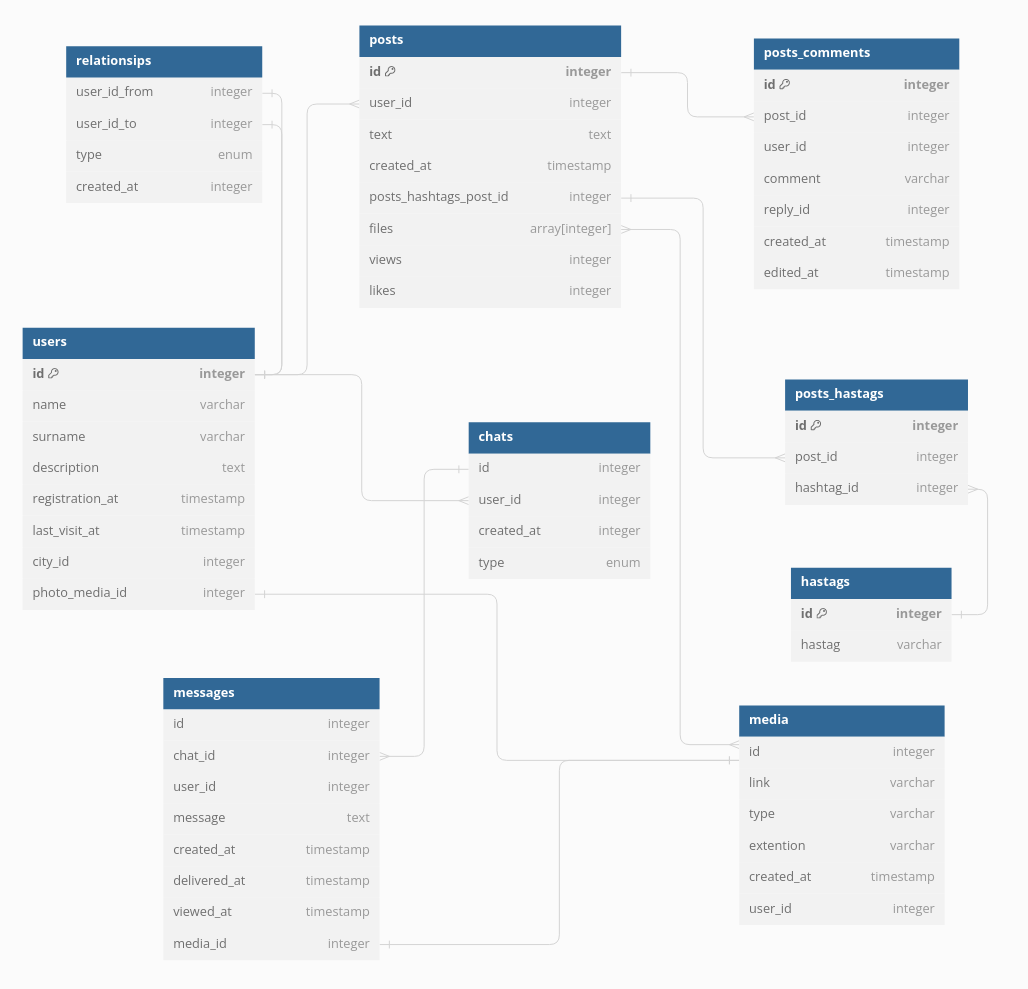 relationsips
user_id_from integer
user_id_to integer
type enum
created_at integer
posts
id integer
user_id integer
text text
created_at timestamp
posts_hashtags_post_id integer
files array[integer]
views integer
likes integer
posts_comments
id integer
post_id integer
user_id integer
comment varchar
reply_id integer
created_at timestamp
edited_at timestamp
users
id integer
name varchar
surname varchar
description text
registration_at timestamp
last_visit_at timestamp
city_id integer
photo_media_id integer
chats
id integer
user_id integer
created_at integer
type enum
posts_hastags
id integer
post_id integer
hashtag_id integer
hastags
id integer
hastag varchar
messages
id integer
chat_id integer
user_id integer
message text
created_at timestamp
delivered_at timestamp
viewed_at timestamp
media_id integer
media
id integer
link varchar
type varchar
extention varchar
created_at timestamp
user_id integer